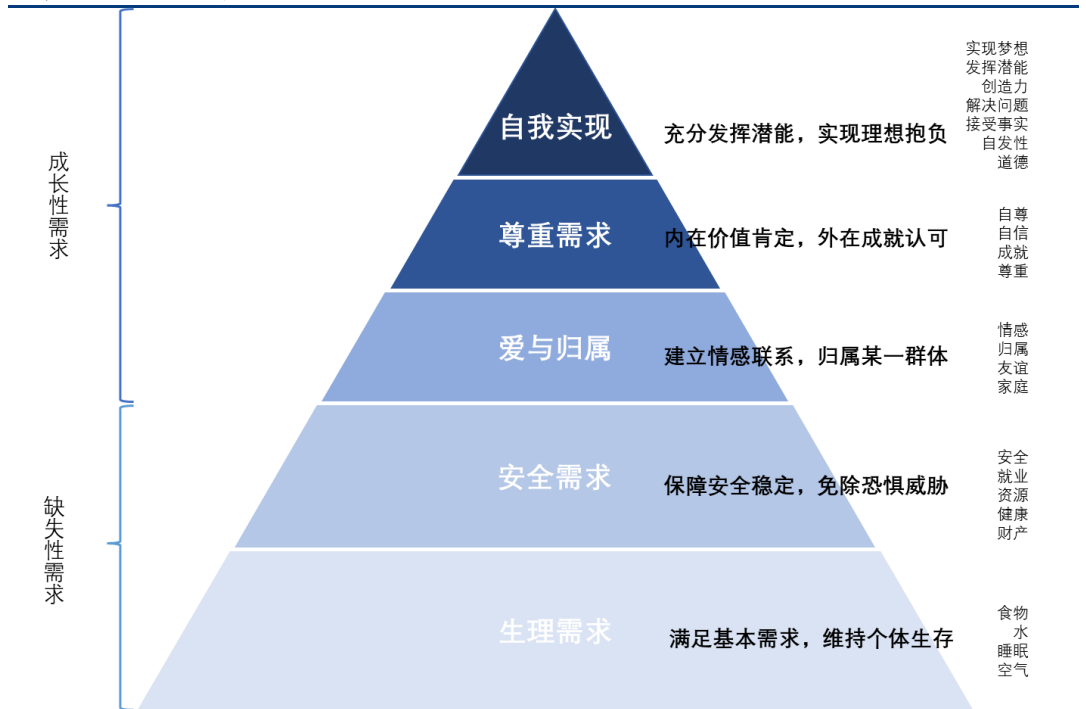 实现梦想
发挥潜能
创造力
解决问题
接受事实
自发性
道德
自我实现
充分发挥潜能，实现理想抱负
成长性需求
尊重需求
内在价值肯定，外在成就认可
自尊
自信
成就
尊重
爱与归属
建立情感联系，归属某一群体
情感
归属
友谊
家庭
安全需求
保障安全稳定，免除恐惧威胁
安全
就业
资源
健康
财产
缺失性需求
生理需求
满足基本需求，维持个体生存
食物
水
睡眠
空气